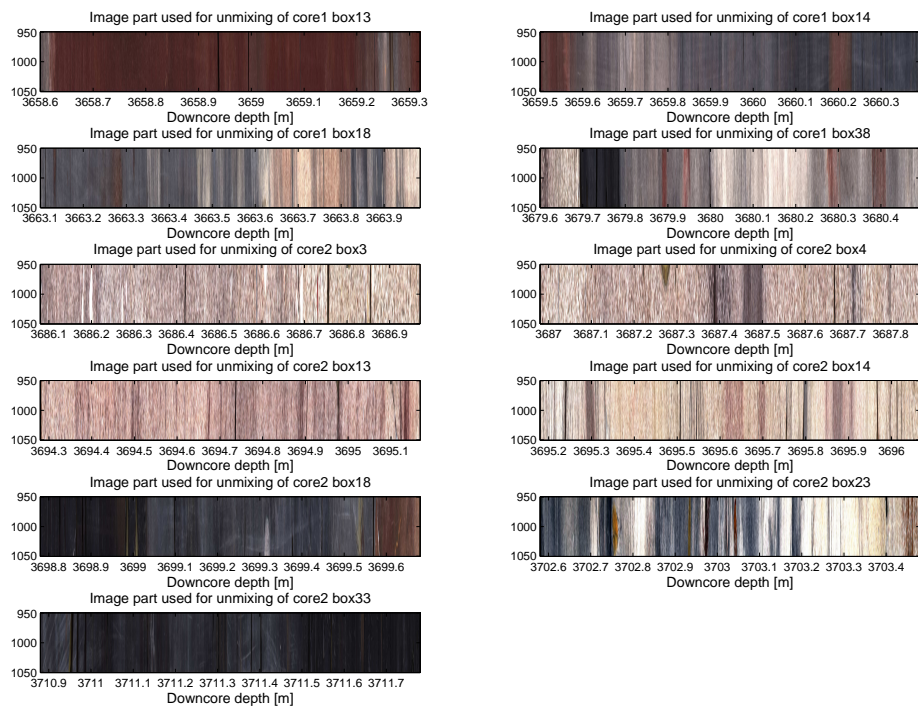 Image part used for unmixing of core1 box13
950
1000
1050
3658.6 3658.7 3658.8 3658.9 3659 3659.1 3659.2 3659.3
Downcore depth [m]
Image part used for unmixing of core1 box14
950
1000
1050
3659.5 3659.6 3659.7 3659.8 3659.9 3660 3660.1 3660.2 3660.3
Downcore depth [m]
Image part used for unmixing of core1 box18
950
1000
1050
3663.1 3663.2 3663.3 3663.4 3663.5 3663.6 3663.7 3663.8 3663.9
Downcore depth [m]
Image part used for unmixing of core1 box38
950
1000
1050
3679.6 3679.7 3679.8 3679.9 3680 3680.1 3680.2 3680.3 3680.4
Downcore depth [m]
Image part used for unmixing of core2 box3
950
1000
1050
3686.1 3686.2 3686.3 3686.4 3686.5 3686.6 3686.7 3686.8 3686.9
Downcore depth [m]
Image part used for unmixing of core2 box4
950
1000
1050
3687 3687.1 3687.2 3687.3 3687.4 3687.5 3687.6 3687.7 3687.8
Downcore depth [m]
Image part used for unmixing of core2 box13
950
1000
1050
3694.3 3694.4 3694.5 3694.6 3694.7 3694.8 3694.9 3695 3695.1
Downcore depth [m]
Image part used for unmixing of core2 box14
950
1000
1050
3695.2 3695.3 3695.4 3695.5 3695.6 3695.7 3695.8 3695.9 3696
Downcore depth [m]
Image part used for unmixing of core2 box18
950
1000
1050
3698.8 3698.9 3699 3699.1 3699.2 3699.3 3699.4 3699.5 3699.6
Downcore depth [m]
Image part used for unmixing of core2 box23
950
1000
1050
3702.6 3702.7 3702.8 3702.9 3703 3703.1 3703.2 3703.3 3703.4
Downcore depth [m]
Image part used for unmixing of core2 box33
950
1000
1050
3710.9 3711 3711.1 3711.2 3711.3 3711.4 3711.5 3711.6 3711.7
Downcore depth [m]